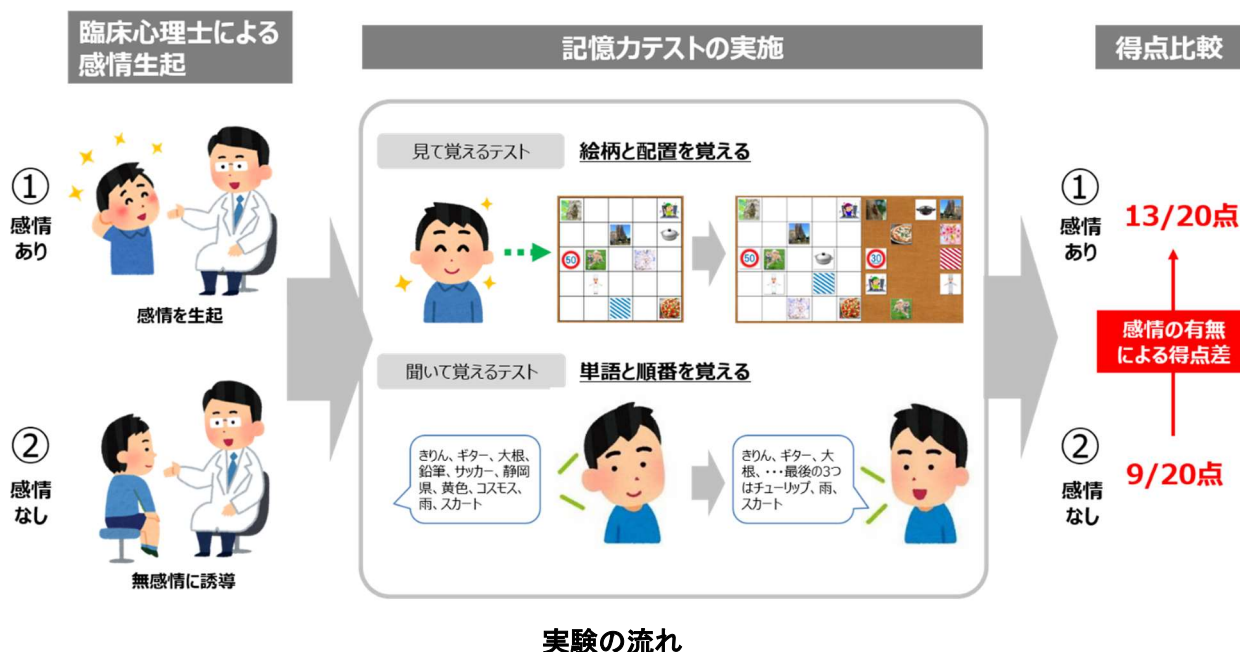 臨床心理士による
感情生起
記憶力テストの実施
得点比較
①
感情
あり
感情を生起
②
感情
なし
無感情に誘導
見て覚えるテスト
絵柄と配置を覚える
50
50
30
聞いて覚えるテスト
単語と順番を覚える
きりん、ギター、大根、
鉛筆、サッカー、静岡
県、黄色、コスモス、
雨、スカート
きりん、ギター、大
根、・・・最後の3つ
はチューリップ、雨、
スカート
①
感情
あり
13/20点
感情の有無
による得点差
②
感情
なし
9/20点
実験の流れ